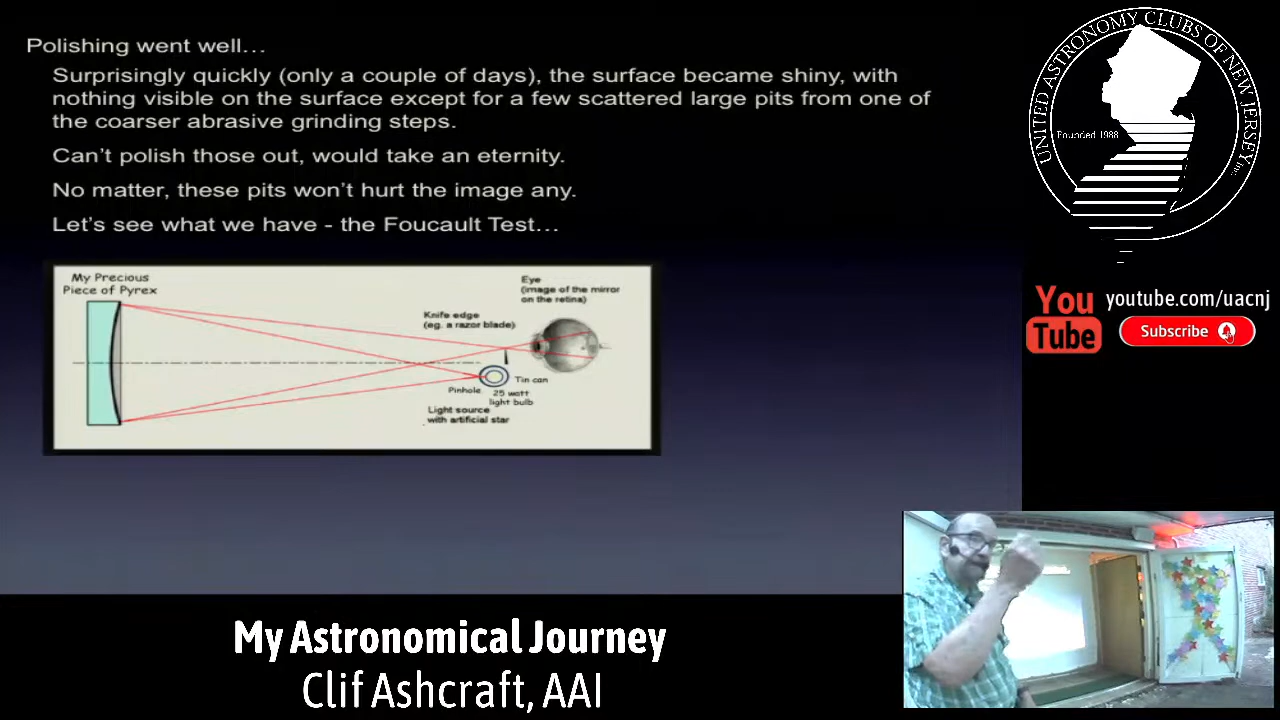 Polishing went well…
Surprisingly quickly (only a couple of days), the surface became shiny, with
nothing visible on the surface except for a few scattered large pits from one of
the coarser abrasive grinding steps.
Can't polish those out, would take an eternity.
No matter, these pits won't hurt the image any.
Let's see what we have - the Foucault Test…
My Precious
Piece of Pyrex
Eye
(image of the mirror
on the retina)
Knife edge
(eg. a razor blade)
Pinhole
Tin can
25 watt
light bulb
Light source
with artificial star
UNITED ASTRONOMY CLUBS OF NEW JERSEY, Inc.
Founded 1988
You
Tube
youtube.com/uacnj
Subscribe
My Astronomical Journey
Clif Ashcraft, AAI